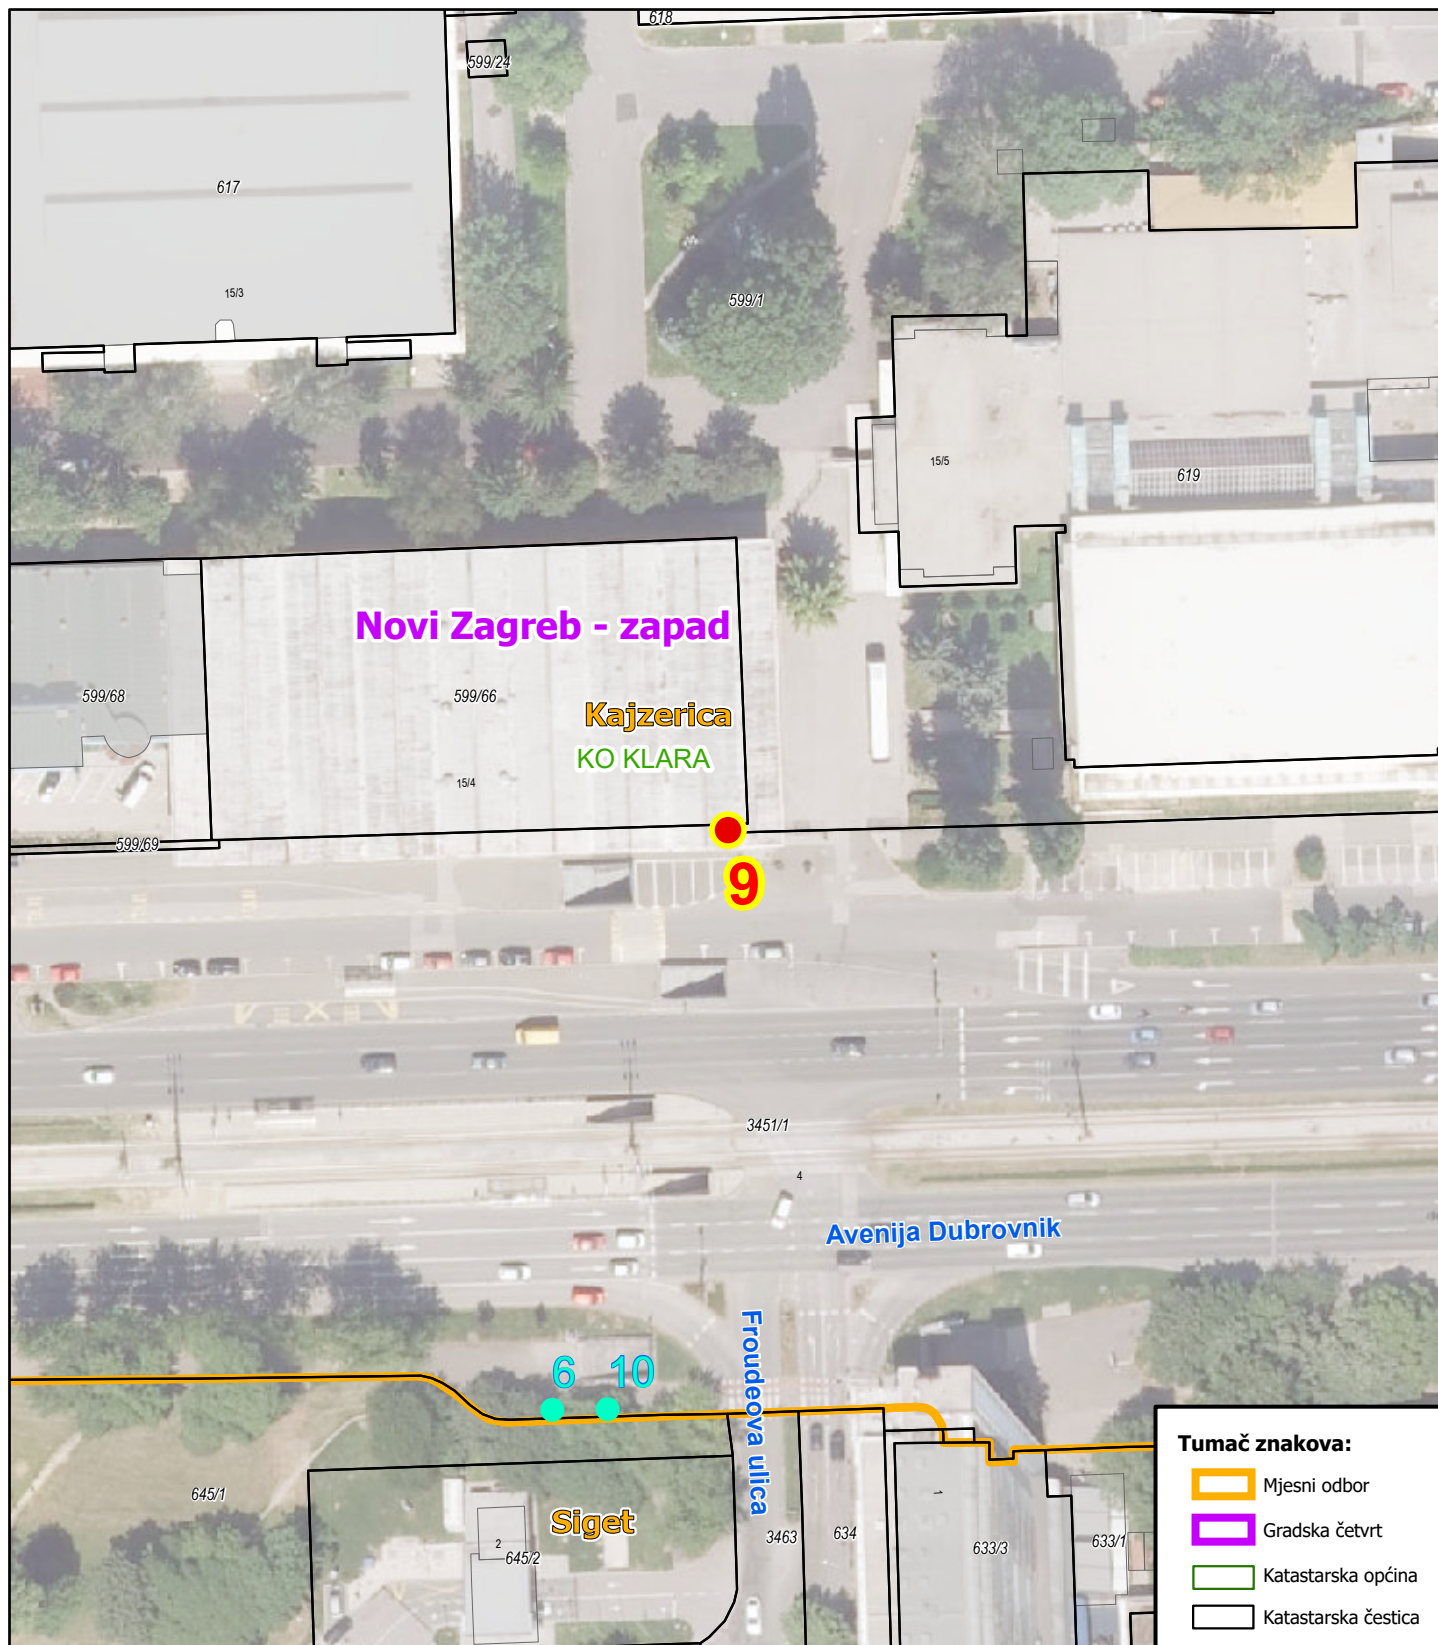 618
599/24
617
15/3
599/1
15/5
619
Novi Zagreb - zapad
599/68
599/66
Kajzerica
KO KLARA
15/4
599/69
9
3451/1
4
Avenija Dubrovnik
Froudeova ulica
6
10
645/1
Siget
2
645/2
3463
634
1
633/3
633/1
Tumač znakova:
Mjesni odbor
Gradska četvrt
Katastarska općina
Katastarska čestica